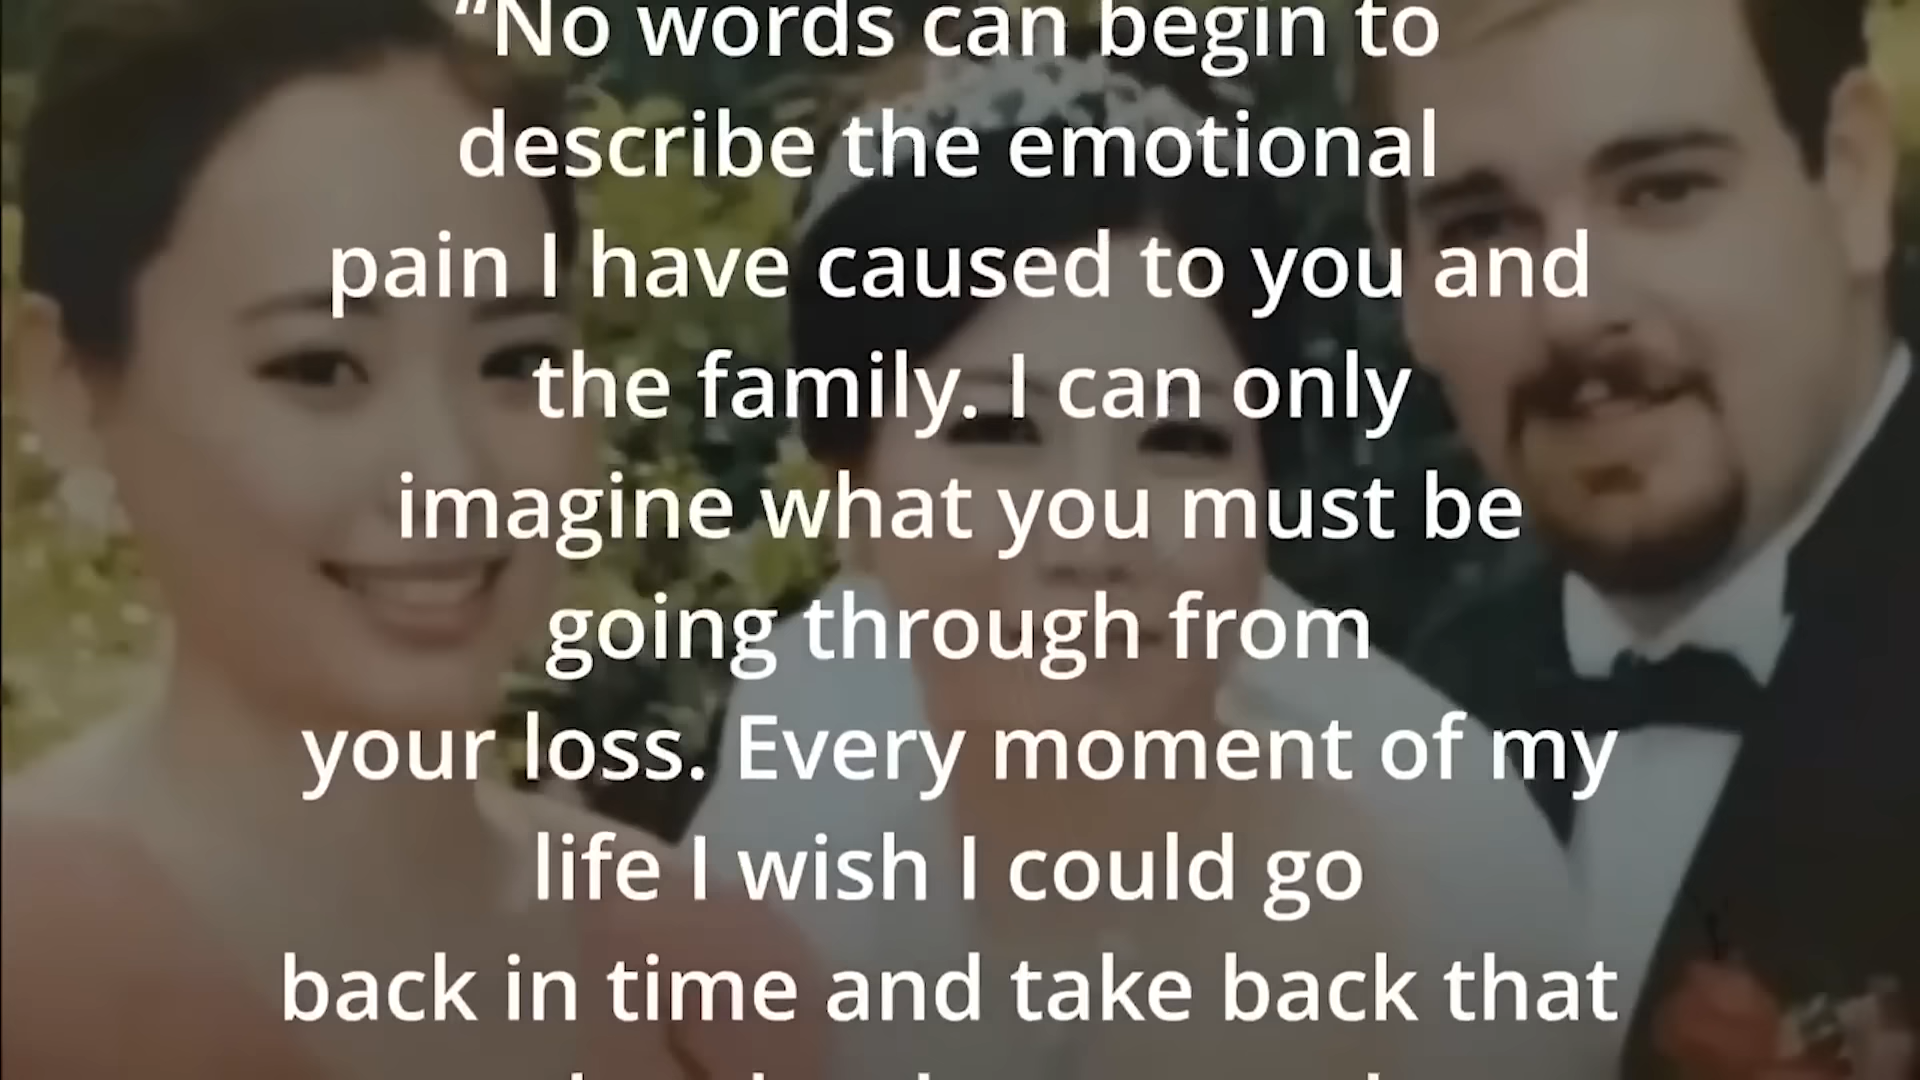 “No words can begin to
describe the emotional
pain I have caused to you and
the family. I can only
imagine what you must be
going through from
your loss. Every moment of my
life I wish I could go
back in time and take back that